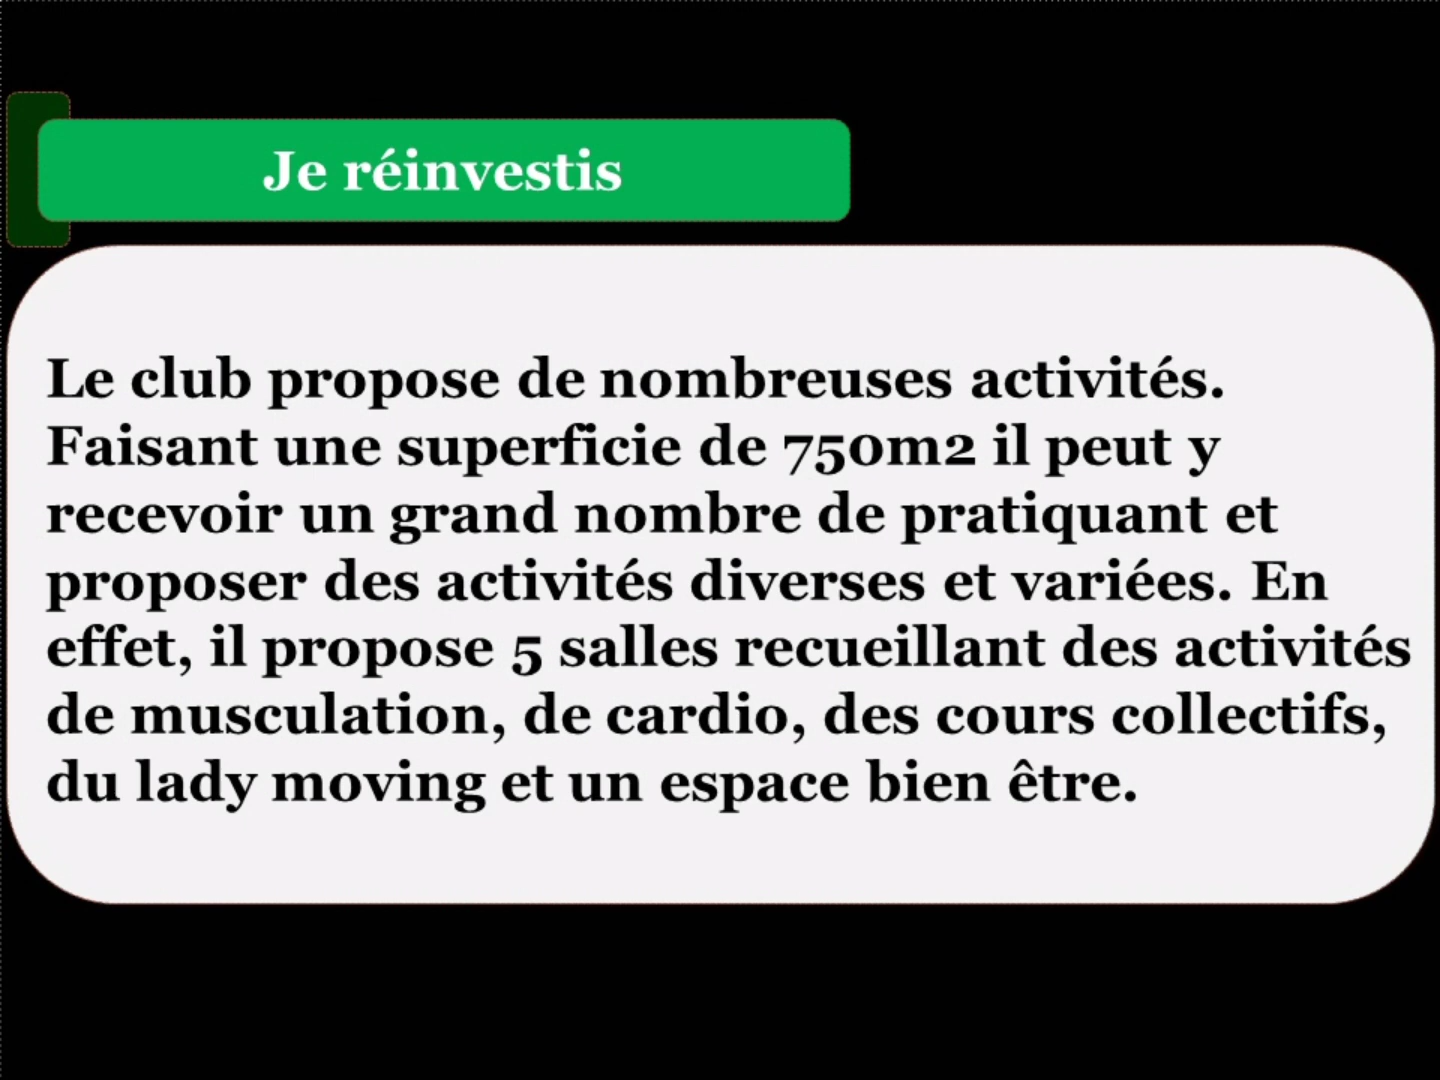 Je réinvestis
Le club propose de nombreuses activités.
Faisant une superficie de 750m2 il peut y
recevoir un grand nombre de pratiquant et
proposer des activités diverses et variées. En
effet, il propose 5 salles recueillant des activités
de musculation, de cardio, des cours collectifs,
du lady moving et un espace bien être.